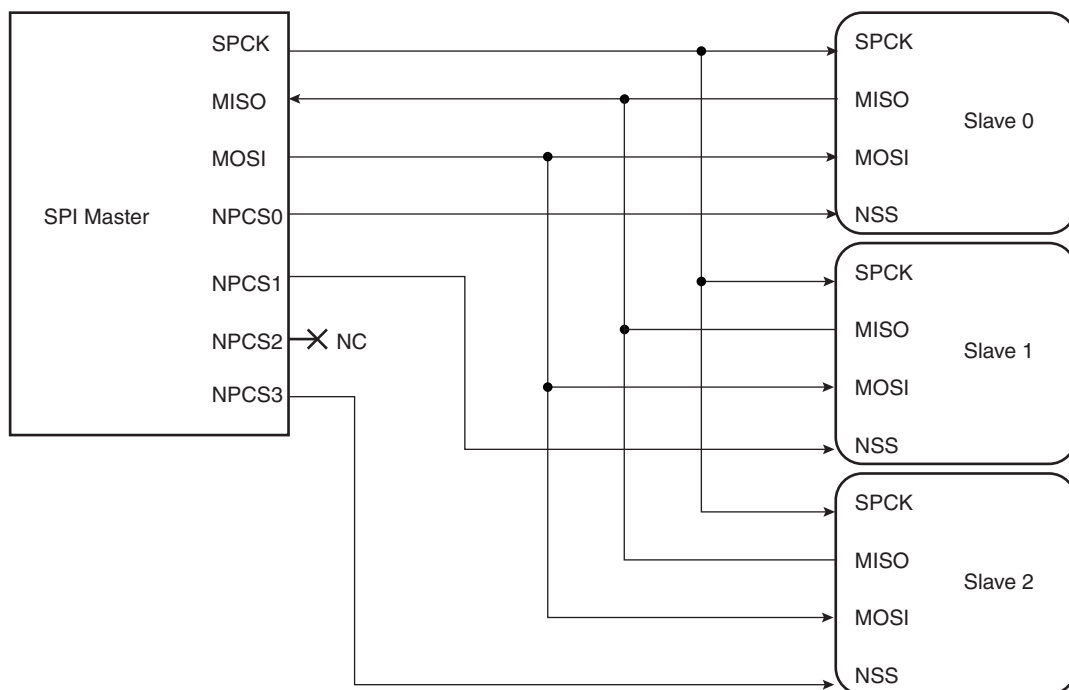 SPI Master
SPCK
MISO
MOSI
NPCS0
NPCS1
NPCS2
NC
NPCS3
SPCK
MISO
Slave 0
MOSI
NSS
SPCK
MISO
Slave 1
MOSI
NSS
SPCK
MISO
Slave 2
MOSI
NSS